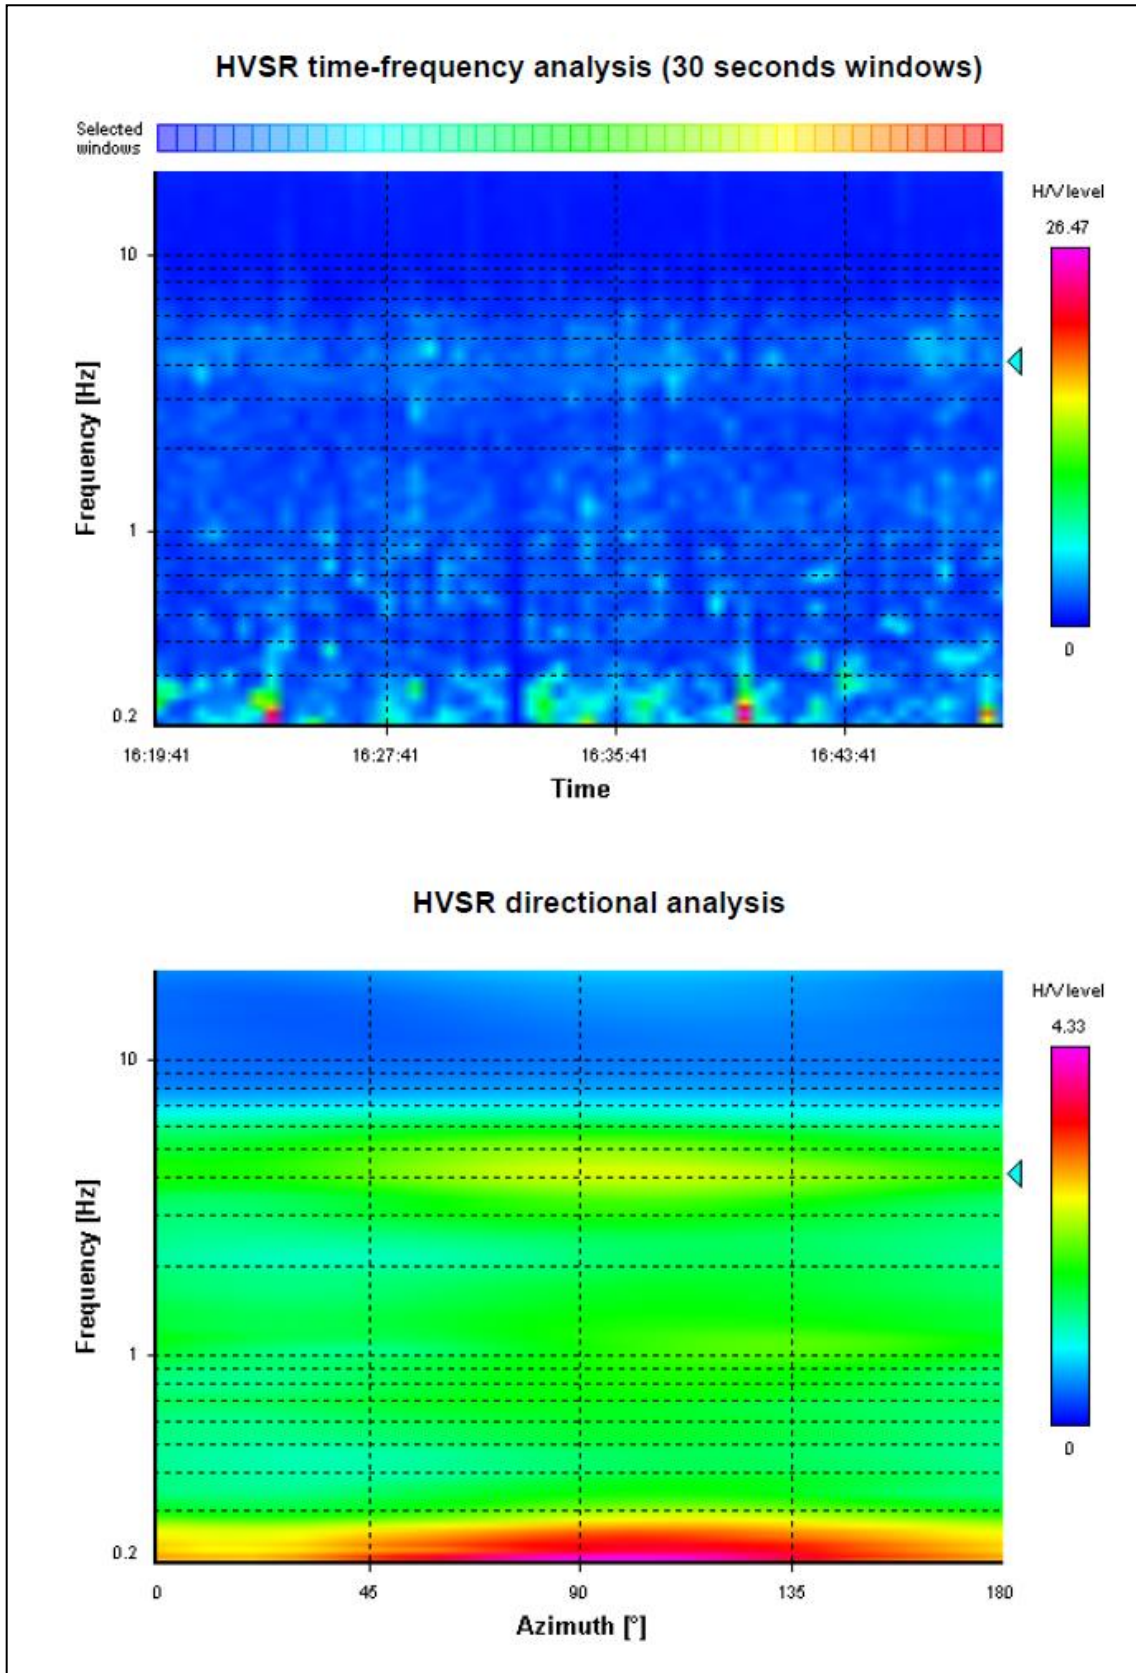 HVSR time-frequency analysis (30 seconds windows)
Selected
windows
H/V level
26.47
10
1
0.2
0
Frequency [Hz]
16:19:41 16:27:41 16:35:41 16:43:41
Time
HVSR directional analysis
H/V level
4.33
10
1
0.2
0
Frequency [Hz]
0 45 90 135 180
Azimuth [°]